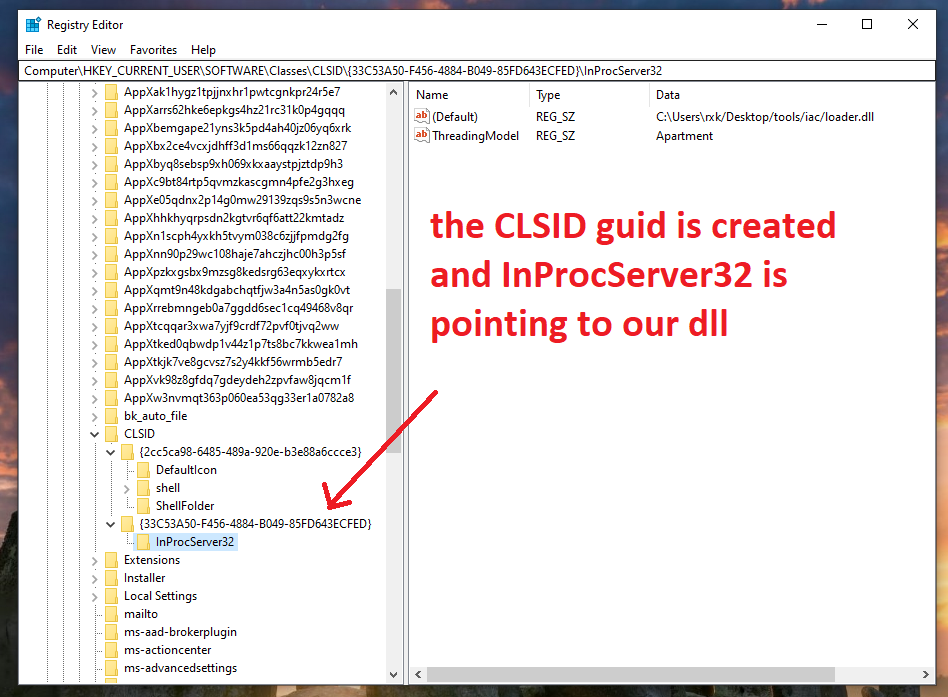 Registry Editor
File Edit View Favorites Help
Computer\HKEY_CURRENT_USER\SOFTWARE\Classes\CLSID\{33C53A50-F456-4884-B049-85FD643ECFED}\InProcServer32
AppXak1hygz1tpjjnxhr1pwtcgnkpr24r5e7
AppXarrs62hke6epkgs4hz21rc31k0p4gqqq
AppXbemgape21yns3k5pd4ah40jz06yq6xrk
AppXbx2ce4vcxjdhff3d1ms66qqzk12zn827
AppXbyq8sebsp9xh069xkxaaystpjztdp9h3
AppXc9bt84rtp5qvmzkascgmn4pfe2g3hxeg
AppXe05qdnx2p14g0mw29139zqs9s5n3wcne
AppXhhkhyqrpsdn2kgtvr6qf6att22kmtadz
AppXn1scph4yxkh5tvym038c6zjjfpmdg2fg
AppXnn90p29wc108haje7ahczjhc00h3p5sf
AppXpzkxgsbx9mzsg8kedsrg63eqxykxrtcx
AppXqmt9n48kdgabchqtfjw3a4n5as0gk0vt
AppXrrebmngeb0a7ggdd6sec1cq49468v8qr
AppXtcqqar3xwa7yjf9crdf72pvf0tjvq2ww
AppXtked0qbwdp1v44z1p7ts8bc7kkwea1mh
AppXtkjk7ve8gcvsz7s2y4kkf56wrmb5edr7
AppXvk98z8gfdq7gdeydeh2zpvfaw8jqcm1f
AppXw3nvmqt363p060ea53qg33er1a0782a8
bk_auto_file
CLSID
{2cc5ca98-6485-489a-920e-b3e88a6ccce3}
DefaultIcon
shell
ShellFolder
{33C53A50-F456-4884-B049-85FD643ECFED}
InProcServer32
Extensions
Installer
Local Settings
mailto
ms-aad-brokerplugin
ms-actioncenter
ms-advancedsettings
Name Type Data
(Default) REG_SZ C:\Users\rxk/Desktop/tools/iac/loader.dll
ThreadingModel REG_SZ Apartment
the CLSID guid is created
and InProcServer32 is
pointing to our dll